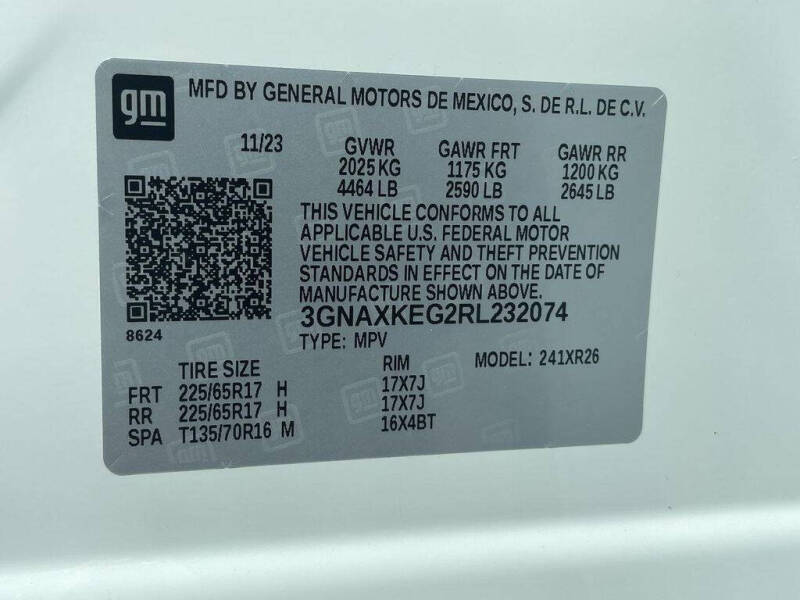 gm MFD BY GENERAL MOTORS DE MEXICO, S. DE R.L. DE C.V.
11/23 GVWR GAWR FRT GAWR RR
2025 KG 1175 KG 1200 KG
4464 LB 2590 LB 2645 LB
THIS VEHICLE CONFORMS TO ALL
APPLICABLE U.S. FEDERAL MOTOR
VEHICLE SAFETY AND THEFT PREVENTION
STANDARDS IN EFFECT ON THE DATE OF
MANUFACTURE SHOWN ABOVE.
8624 3GNAXKEG2RL232074
TYPE: MPV MODEL: 241XR26
TIRE SIZE RIM
FRT 225/65R17 H 17X7J
RR 225/65R17 H 17X7J
SPA T135/70R16 M 16X4BT